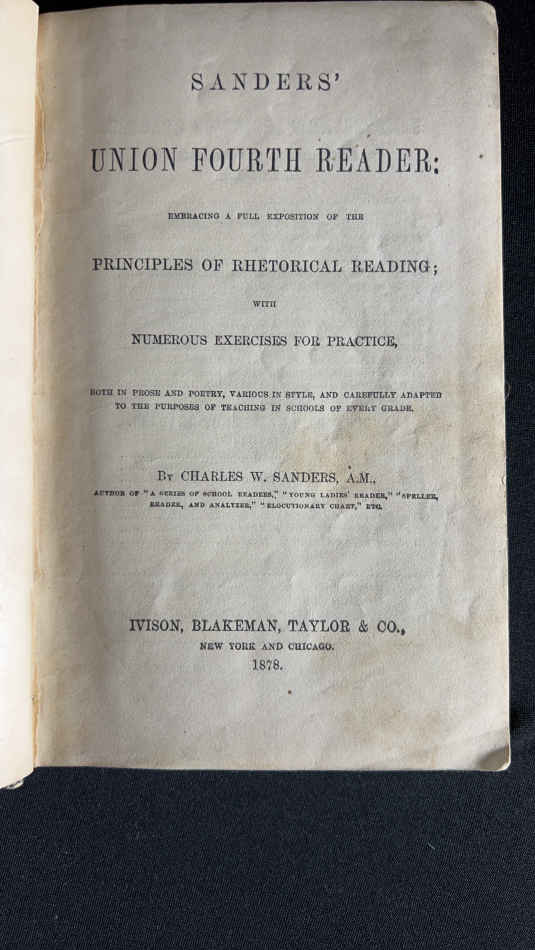 SANDERS'
UNION FOURTH READER:
EMBRACING A FULL EXPOSITION OF THE
PRINCIPLES OF RHETORICAL READING;
WITH
NUMEROUS EXERCISES FOR PRACTICE,
BOTH IN PROSE AND POETRY, VARIOUS IN STYLE, AND CAREFULLY ADAPTED
TO THE PURPOSES OF TEACHING IN SCHOOLS OF EVERY GRADE.
BY CHARLES W. SANDERS, A.M.,
AUTHOR OF "A SERIES OF SCHOOL READERS," "YOUNG LADIES' READER," "SPELLER,
READER, AND ANALYZER," "ELOCUTIONARY CHART," ETC.
IVISON, BLAKEMAN, TAYLOR & CO.,
NEW YORK AND CHICAGO.
1878.